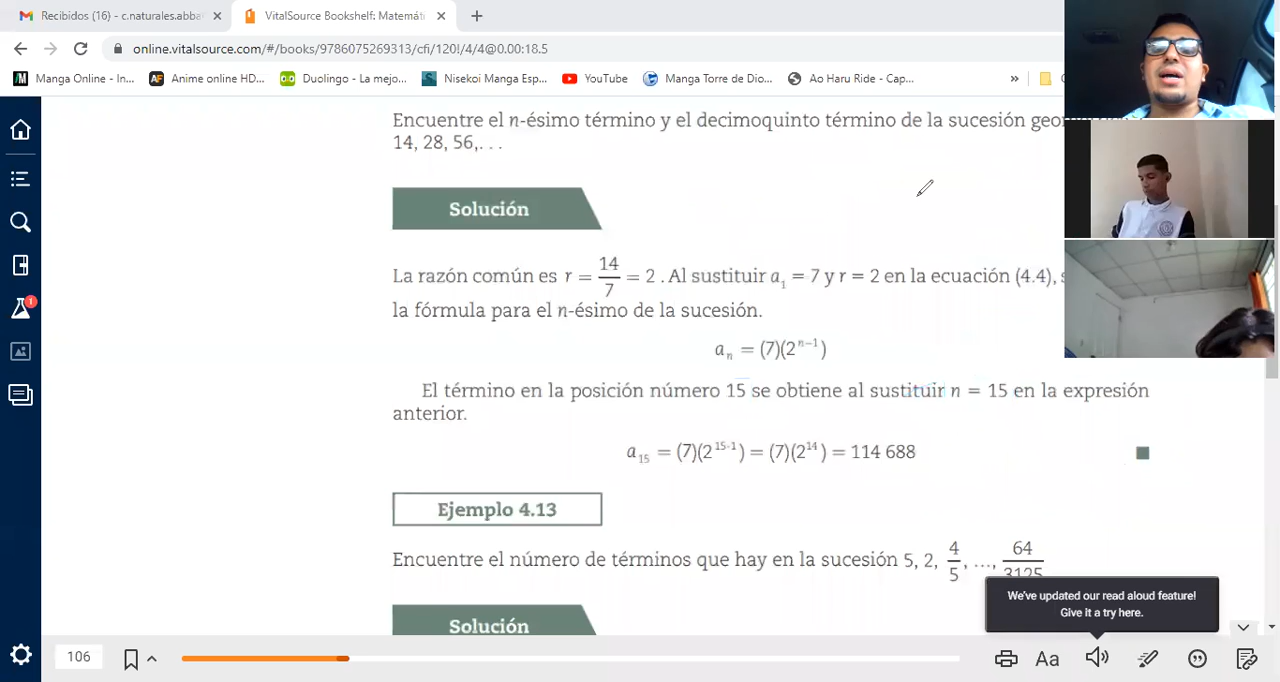 Recibidos (16) - c.naturales.abba
VitalSource Bookshelf: Matemáti
online.vitalsource.com/#/books/9786075269313/cfi/120!/4/4@0.00:18.5
Manga Online - In... Anime online HD... Duolingo - La mejo... Nisekoi Manga Esp... YouTube Manga Torre de Dio... Ao Haru Ride - Cap... »
Encuentre el n-ésimo término y el decimoquinto término de la sucesión
14, 28, 56,. . .
Solución
La razón común es r = 14/7 = 2 . Al sustituir a₁ = 7 y r = 2 en la ecuación (4.4),
la fórmula para el n-ésimo de la sucesión.
aₙ = (7)(2ⁿ⁻¹)
El término en la posición número 15 se obtiene al sustituir n = 15 en la expresión
anterior.
a₁₅ = (7)(2¹⁵⁻¹) = (7)(2¹⁴) = 114 688
Ejemplo 4.13
Encuentre el número de términos que hay en la sucesión 5, 2, 4/5, ..., 64/3125
We've updated our read aloud feature!
Give it a try here.
Solución
1
106
Aa